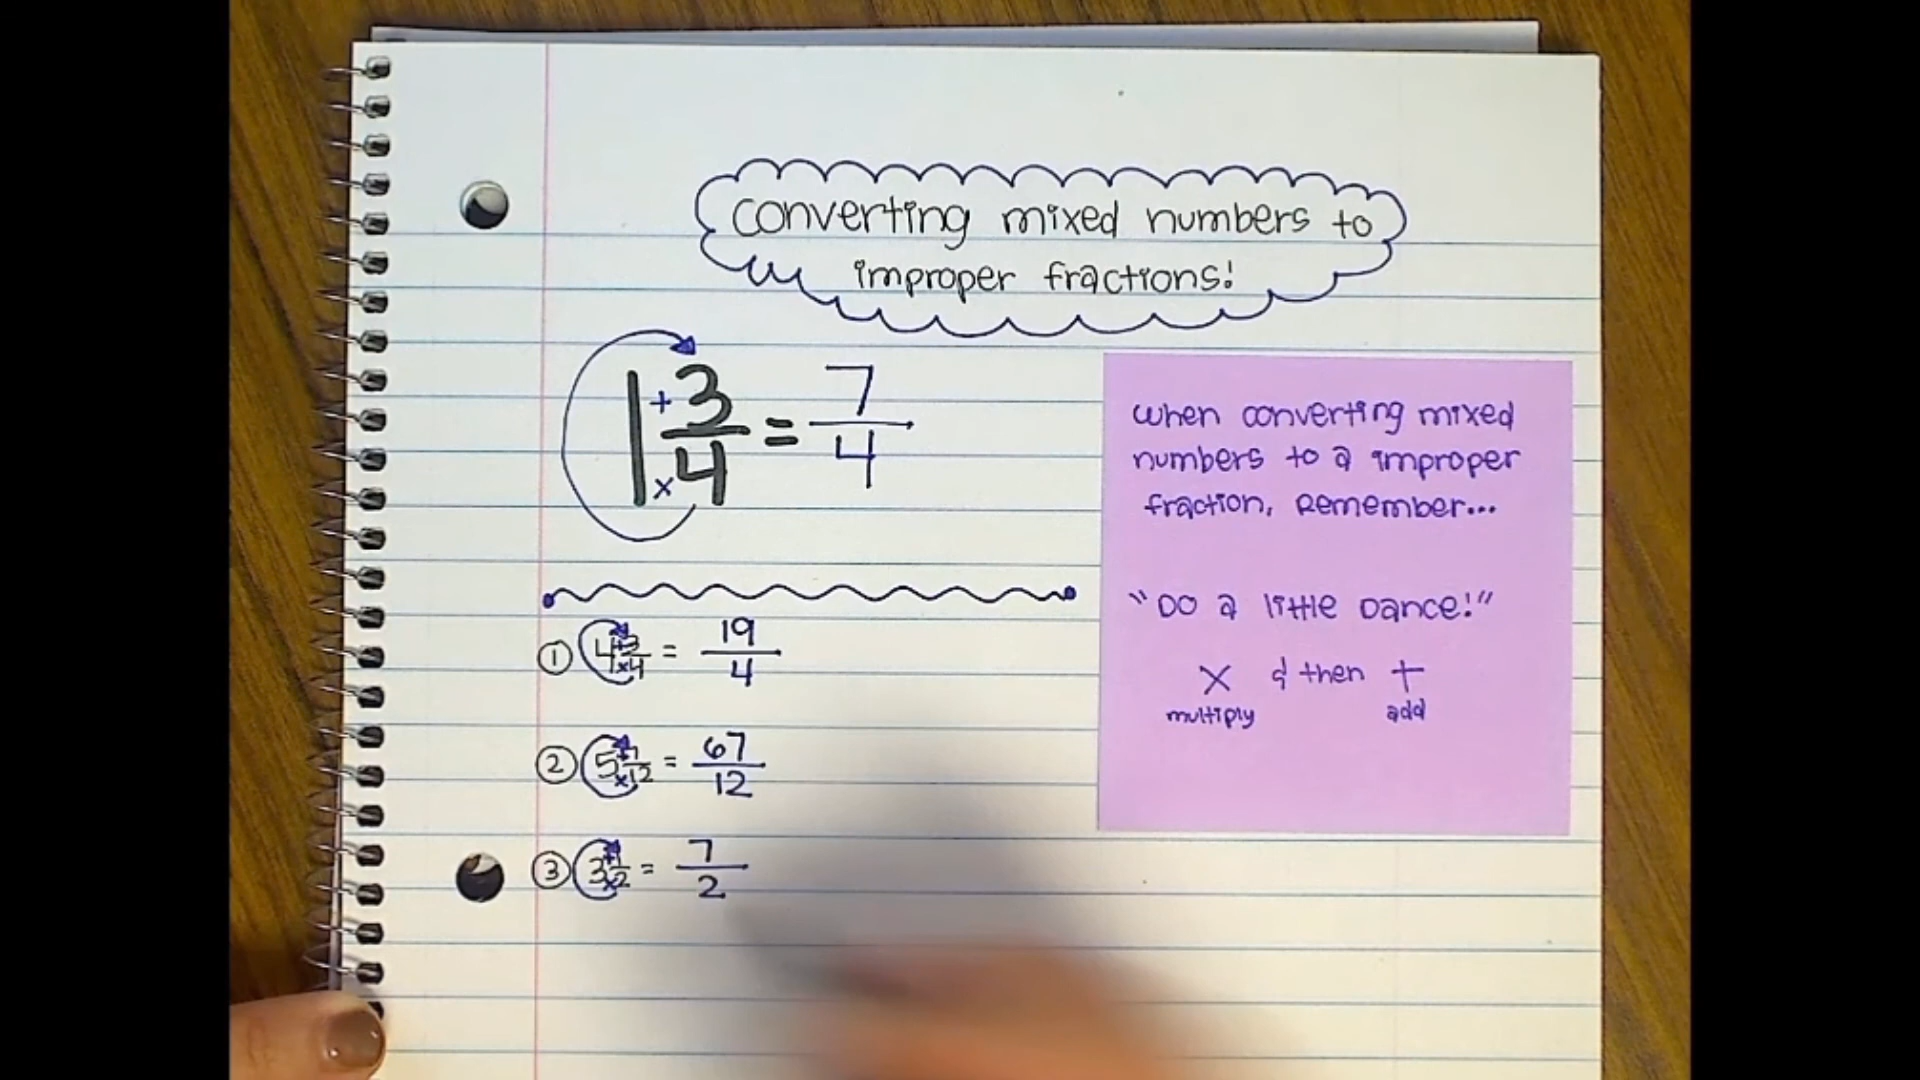 converting mixed numbers to
improper fractions!
1 + 3/4 x = 7/4
when converting mixed
numbers to a improper
fraction, remember...
"Do a little Dance!"
x & then +
multiply add
① 4 + 3/4 x = 19/4
② 5 + 7/12 x = 67/12
③ 3 + 1/2 x = 7/2